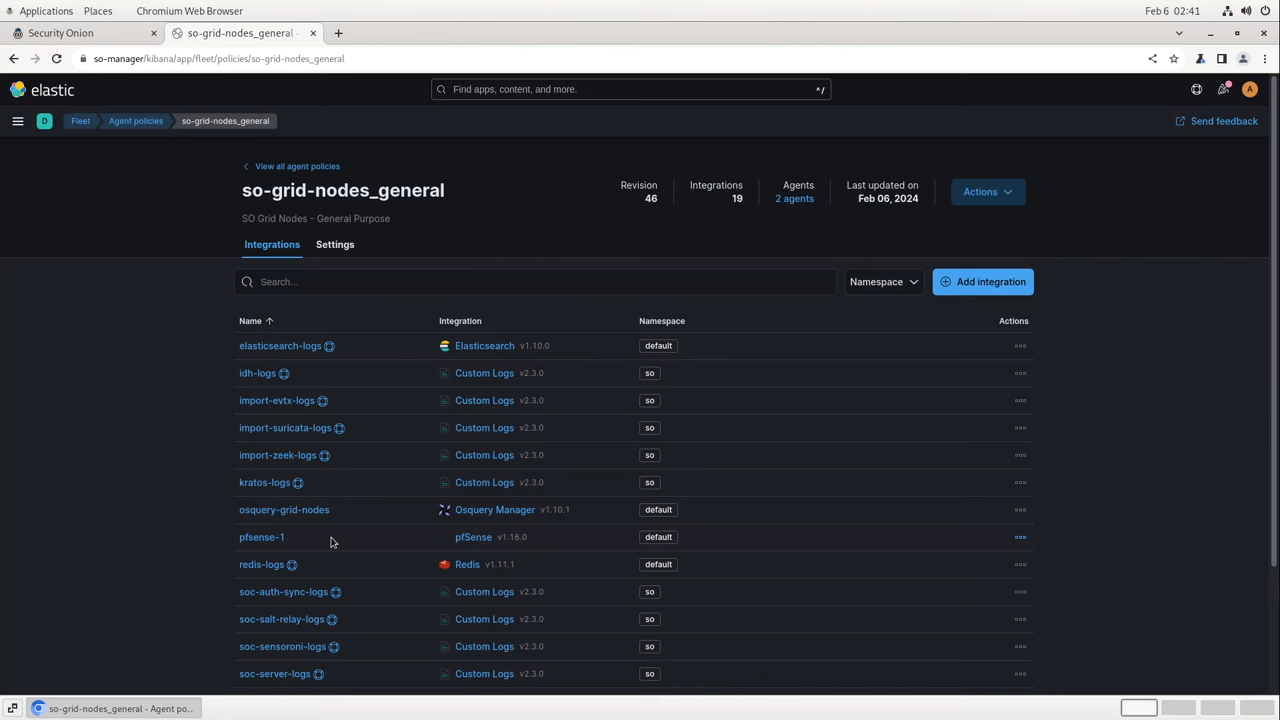 Applications Places Chromium Web Browser Feb 6 02:41
Security Onion so-grid-nodes_general -
so-manager/kibana/app/fleet/policies/so-grid-nodes_general
elastic Find apps, content, and more. ^/ A
D Fleet Agent policies so-grid-nodes_general Send feedback
View all agent policies
so-grid-nodes_general
SO Grid Nodes - General Purpose
Revision Integrations Agents Last updated on
46 19 2 agents Feb 06, 2024
Actions
Integrations Settings
Search... Namespace Add integration
Name Integration Namespace Actions
elasticsearch-logs Elasticsearch v1.10.0 default
idh-logs Custom Logs v2.3.0 so
import-evtx-logs Custom Logs v2.3.0 so
import-suricata-logs Custom Logs v2.3.0 so
import-zeek-logs Custom Logs v2.3.0 so
kratos-logs Custom Logs v2.3.0 so
osquery-grid-nodes Osquery Manager v1.10.1 default
pfsense-1 pfSense v1.16.0 default
redis-logs Redis v1.11.1 default
soc-auth-sync-logs Custom Logs v2.3.0 so
soc-salt-relay-logs Custom Logs v2.3.0 so
soc-sensoroni-logs Custom Logs v2.3.0 so
soc-server-logs Custom Logs v2.3.0 so
so-grid-nodes_general - Agent po...